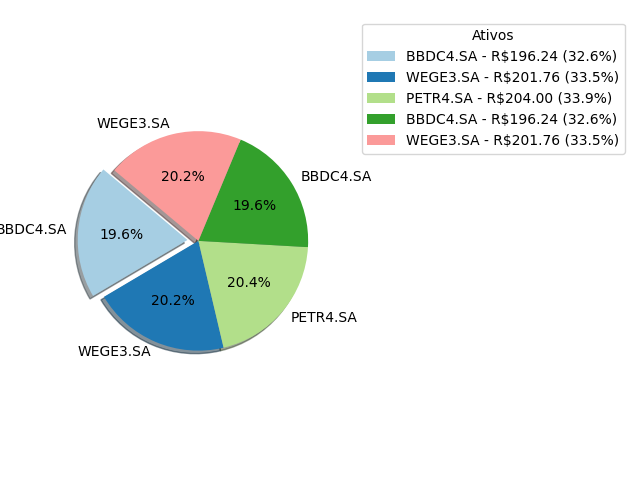 Ativos
BBDC4.SA - R$196.24 (32.6%)
WEGE3.SA - R$201.76 (33.5%)
PETR4.SA - R$204.00 (33.9%)
BBDC4.SA - R$196.24 (32.6%)
WEGE3.SA - R$201.76 (33.5%)
WEGE3.SA
20.2%
BBDC4.SA
19.6%
BBDC4.SA
19.6%
20.4%
PETR4.SA
20.2%
WEGE3.SA